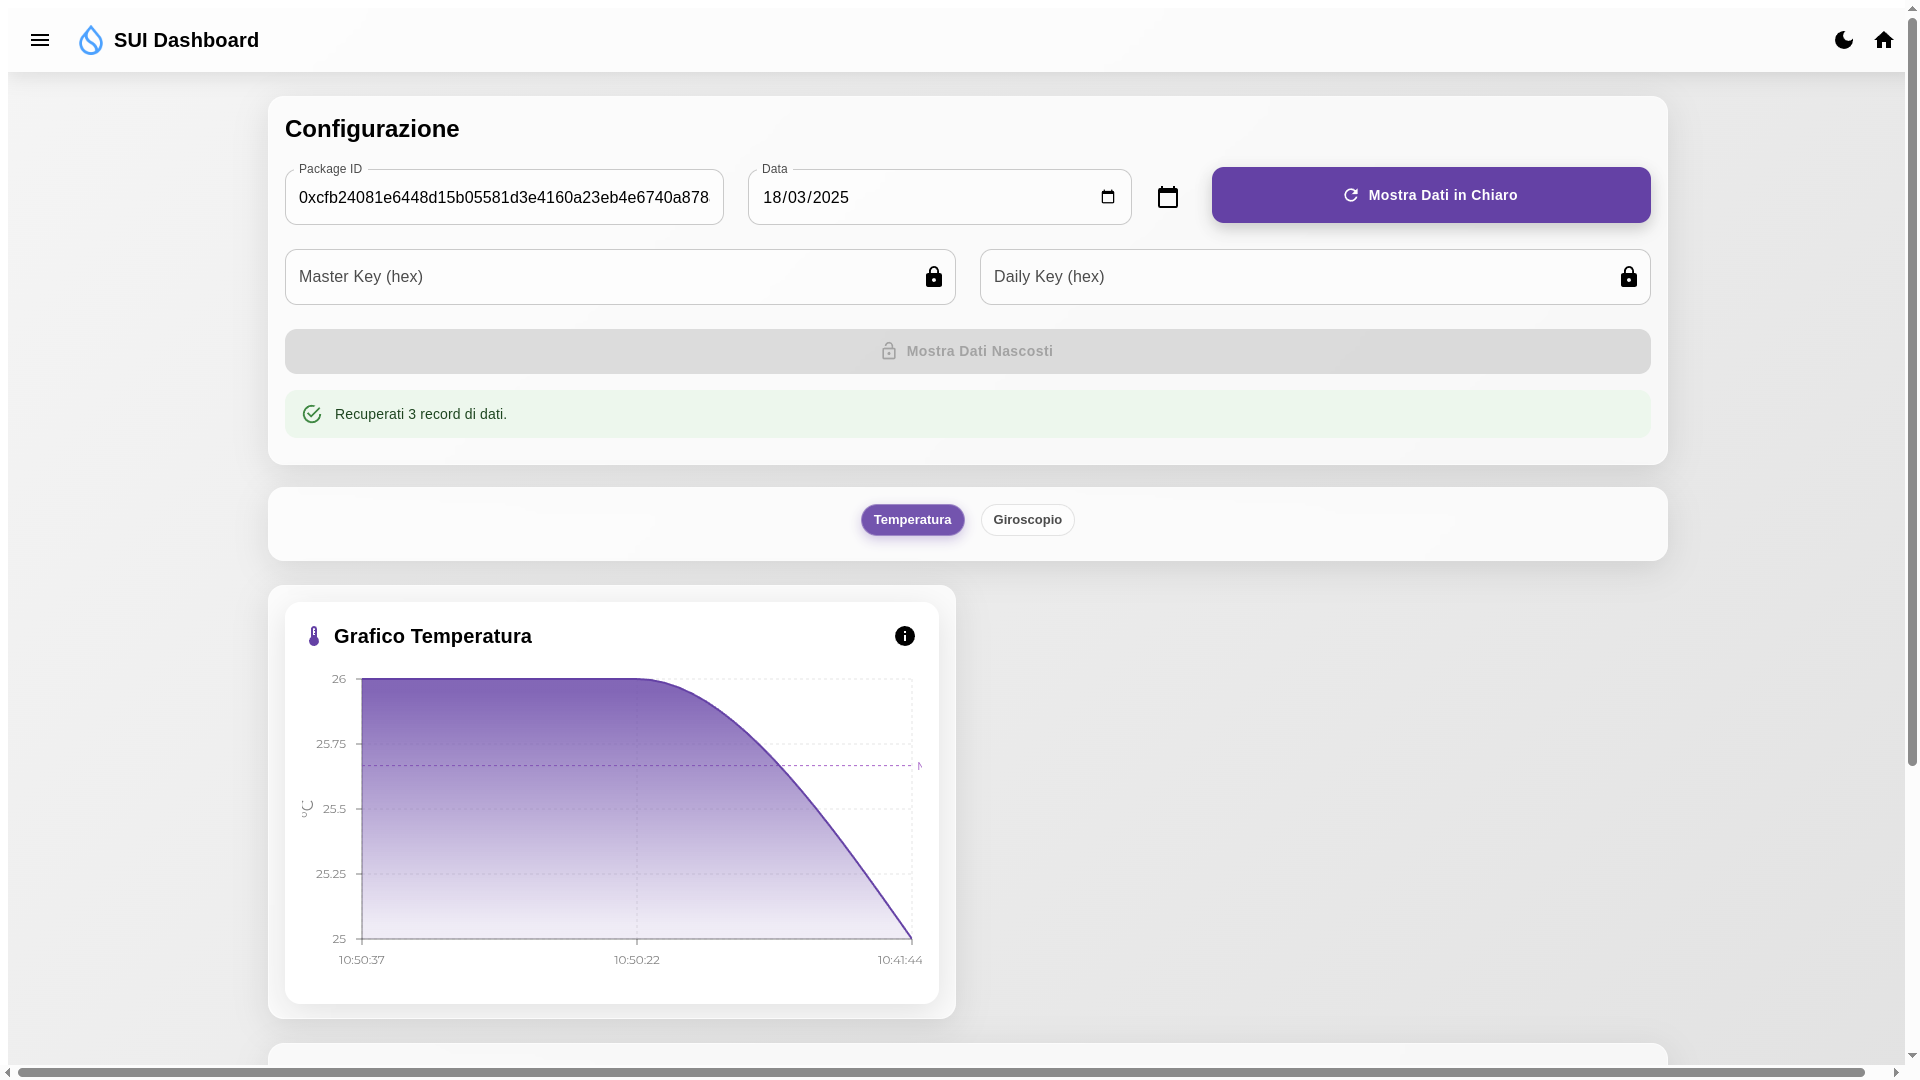 SUI Dashboard
Configurazione
Package ID
0xcfb24081e6448d15b05581d3e4160a23eb4e6740a878
Data
18/03/2025
Mostra Dati in Chiaro
Master Key (hex)
Daily Key (hex)
Mostra Dati Nascosti
Recuperati 3 record di dati.
Temperatura
Giroscopio
Grafico Temperatura
26
25.75
25.5
25.25
25
°C
10:50:37
10:50:22
10:41:44